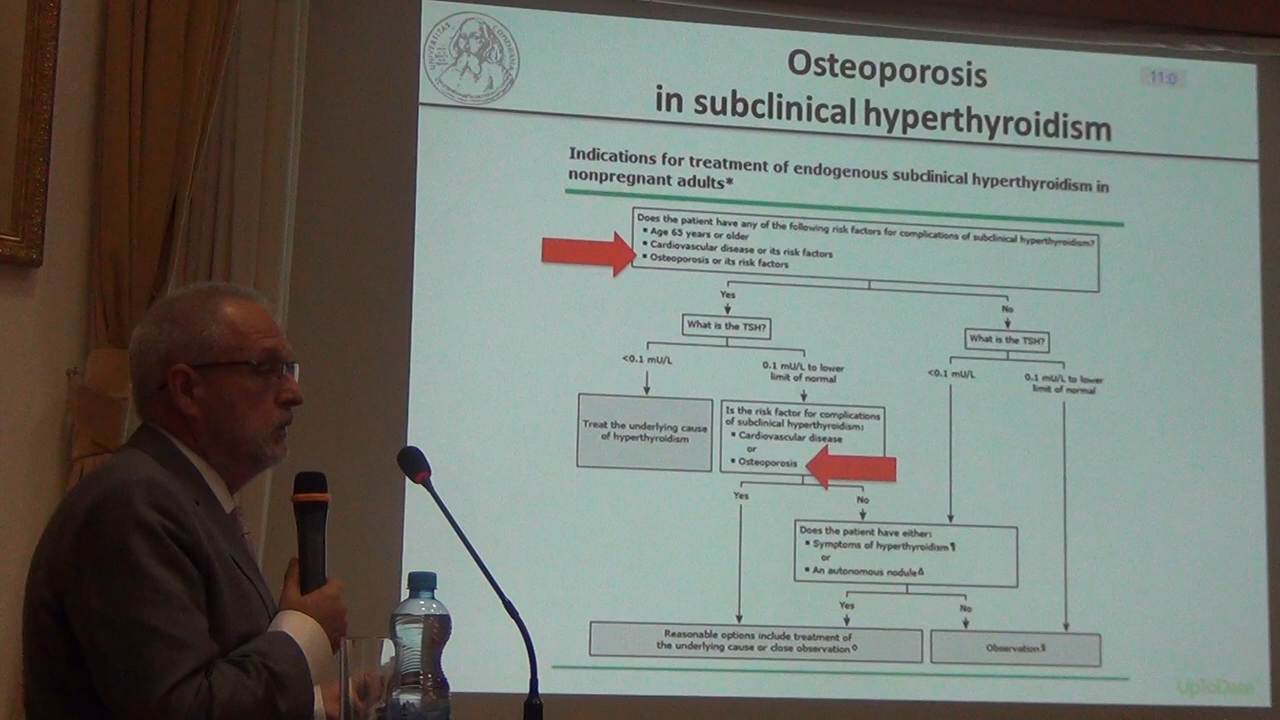 Osteoporosis
in subclinical hyperthyroidism
11:0
Indications for treatment of endogenous subclinical hyperthyroidism in
nonpregnant adults*
Does the patient have any of the following risk factors for complications of subclinical hyperthyroidism?
▪ Age 65 years or older
▪ Cardiovascular disease or its risk factors
▪ Osteoporosis or its risk factors
Yes
No
What is the TSH?
What is the TSH?
<0.1 mU/L
0.1 mU/L to lower
limit of normal
<0.1 mU/L
0.1 mU/L to lower
limit of normal
Treat the underlying cause
of hyperthyroidism
Is the risk factor for complications
of subclinical hyperthyroidism:
▪ Cardiovascular disease
or
▪ Osteoporosis
Yes
No
Does the patient have either:
▪ Symptoms of hyperthyroidism¶
or
▪ An autonomous noduleΔ
Yes
No
Reasonable options include treatment of
the underlying cause or close observation◊
Observation§
UpToDate